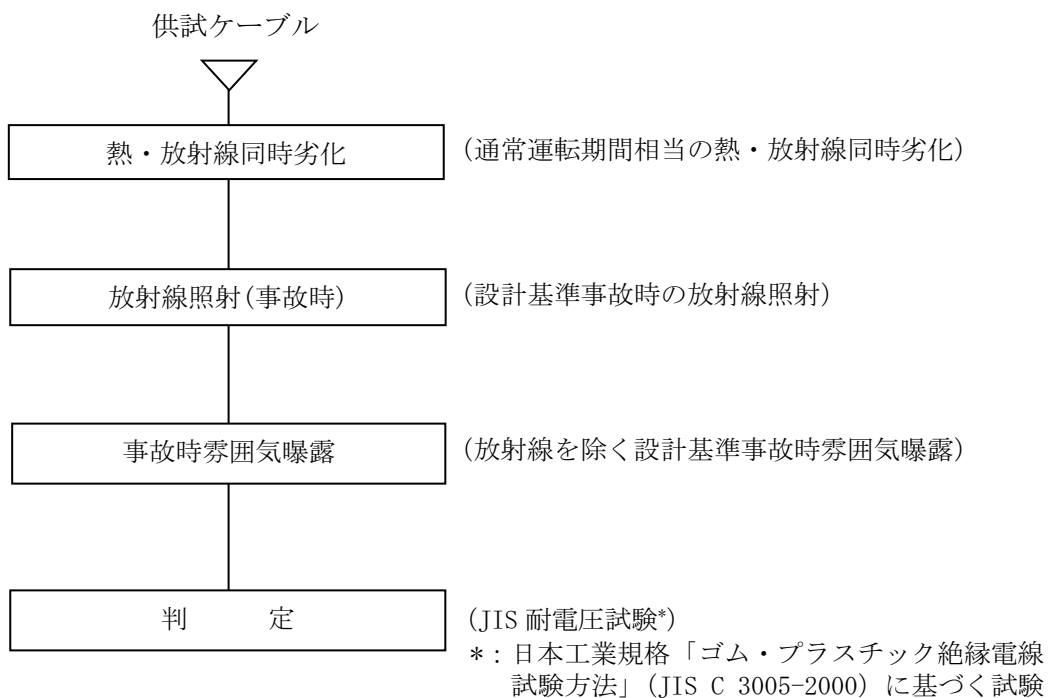 供試ケーブル
熱・放射線同時劣化 (通常運転期間相当の熱・放射線同時劣化)
放射線照射(事故時) (設計基準事故時の放射線照射)
事故時雰囲気曝露 (放射線を除く設計基準事故時雰囲気曝露)
判　　定 (JIS 耐電圧試験*)
*：日本工業規格「ゴム・プラスチック絶縁電線
試験方法」(JIS C 3005-2000) に基づく試験